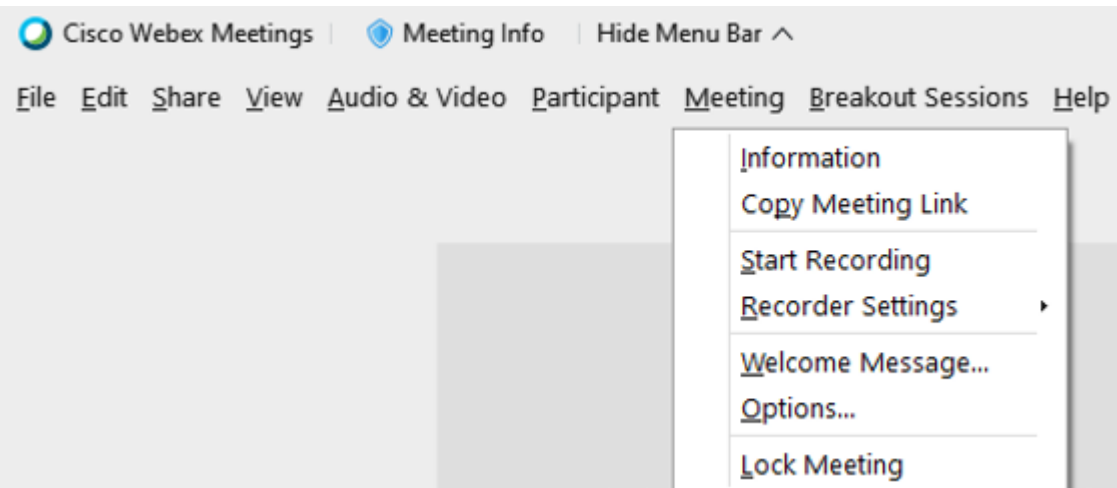 Cisco Webex Meetings Meeting Info Hide Menu Bar
File Edit Share View Audio & Video Participant Meeting Breakout Sessions Help
Information
Copy Meeting Link
Start Recording
Recorder Settings
Welcome Message...
Options...
Lock Meeting